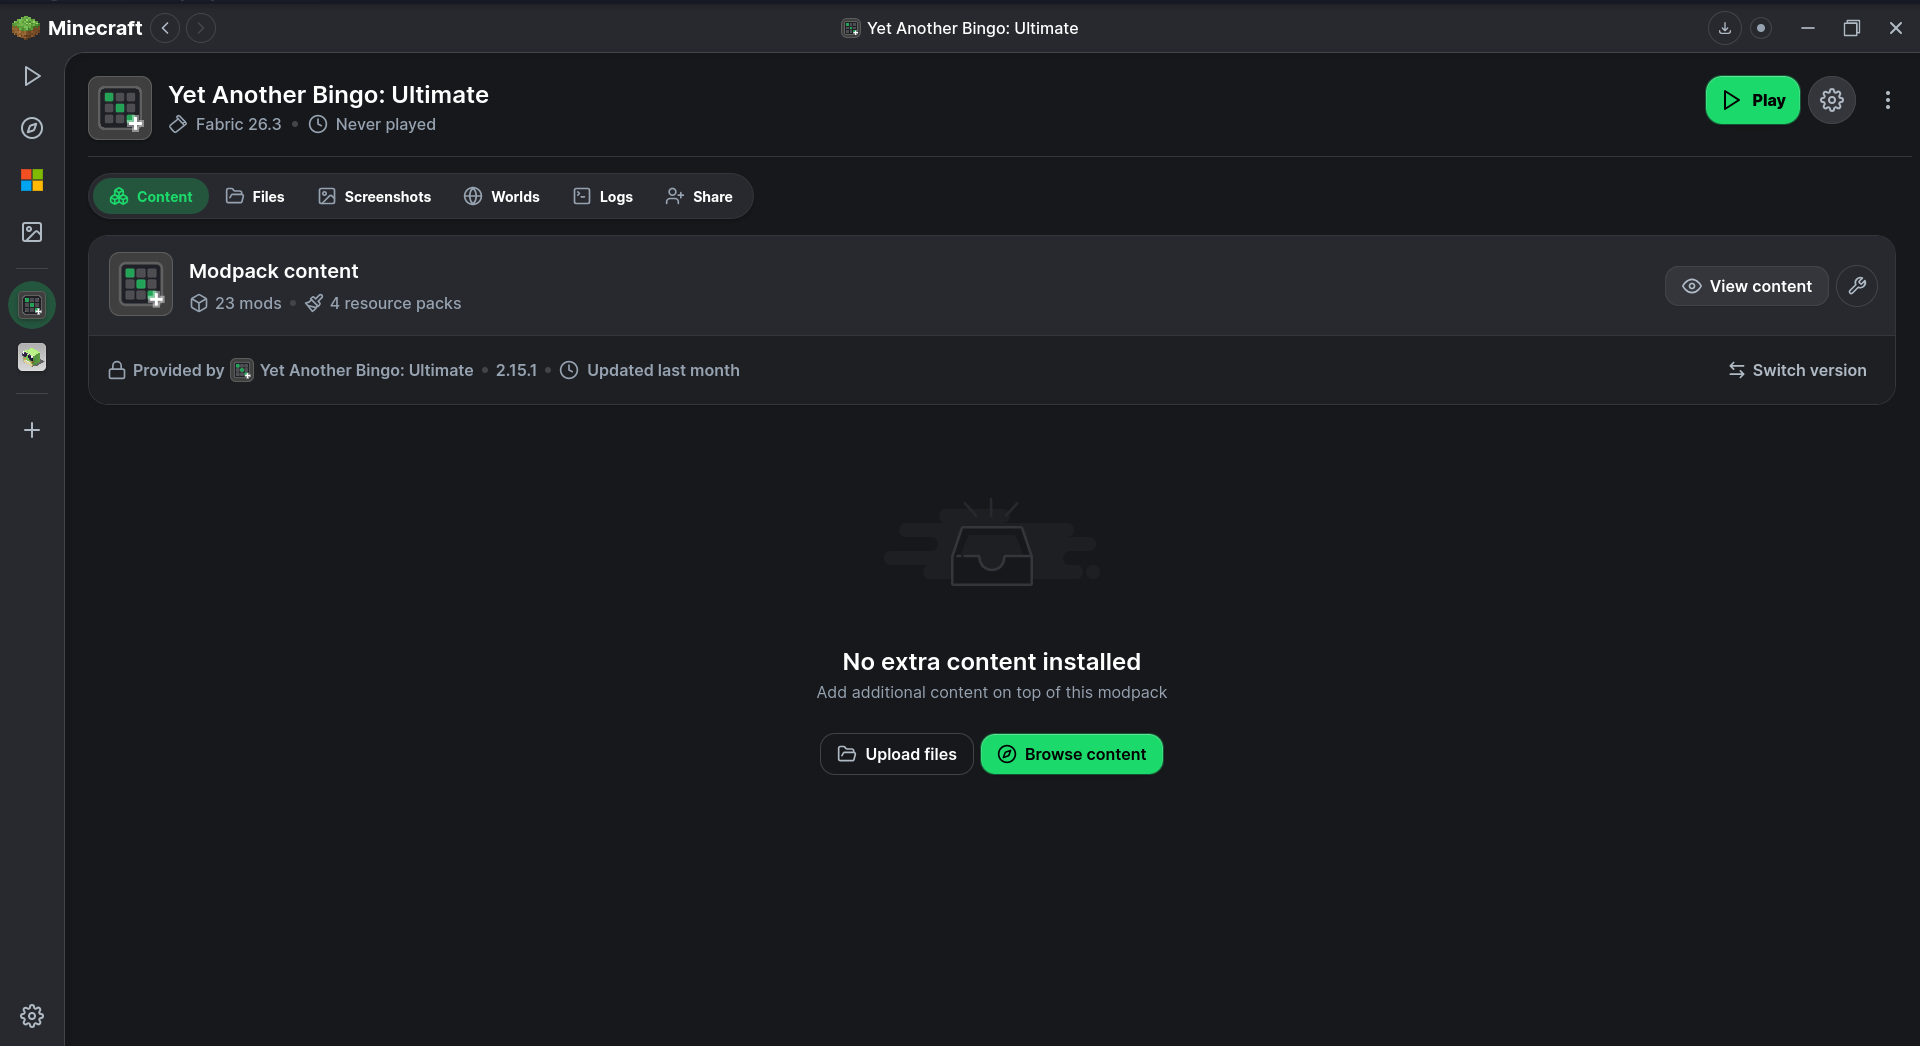 Minecraft
Yet Another Bingo: Ultimate
Yet Another Bingo: Ultimate
Fabric 26.3 • Never played
Play
Content Files Screenshots Worlds Logs Share
Modpack content
23 mods • 4 resource packs
View content
Provided by Yet Another Bingo: Ultimate • 2.15.1 • Updated last month
Switch version
No extra content installed
Add additional content on top of this modpack
Upload files
Browse content